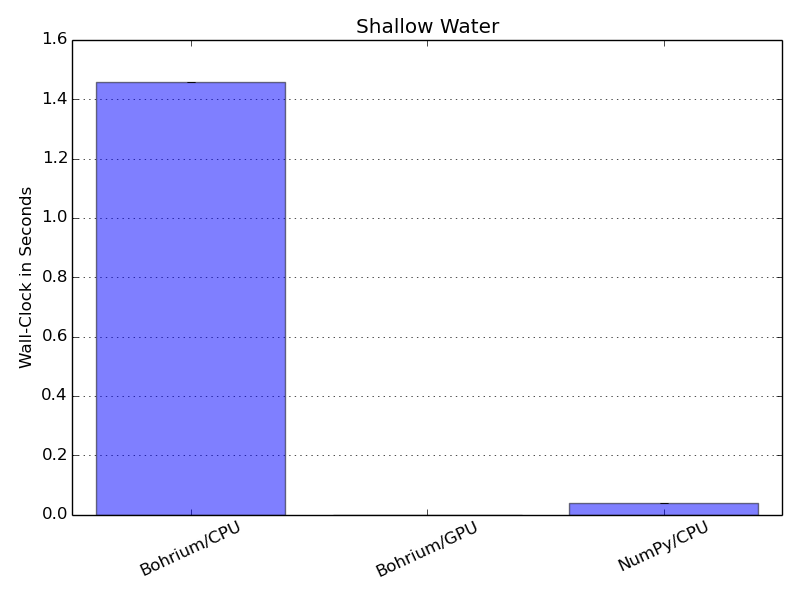 Shallow Water
Wall-Clock in Seconds
1.6
1.4
1.2
1.0
0.8
0.6
0.4
0.2
0.0
Bohrium/CPU
Bohrium/GPU
NumPy/CPU